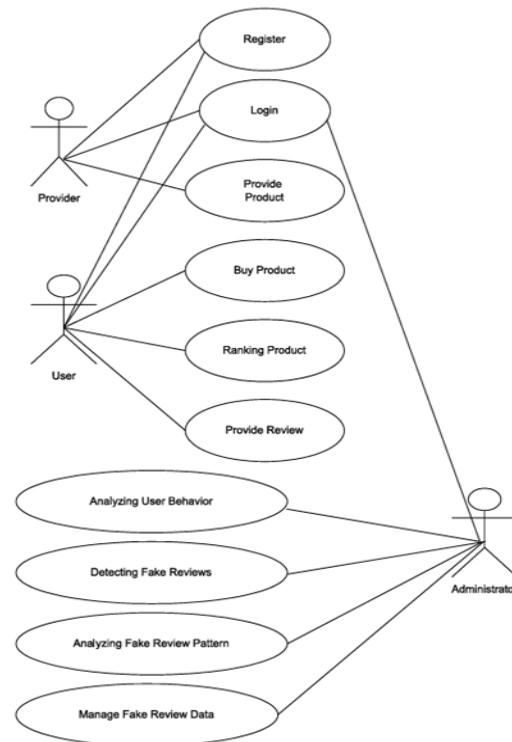 Register
Login
Provide
Product
Provider
Buy Product
Ranking Product
User
Provide Review
Analyzing User Behavior
Detecting Fake Reviews
Administrato
Analyzing Fake Review Pattern
Manage Fake Review Data